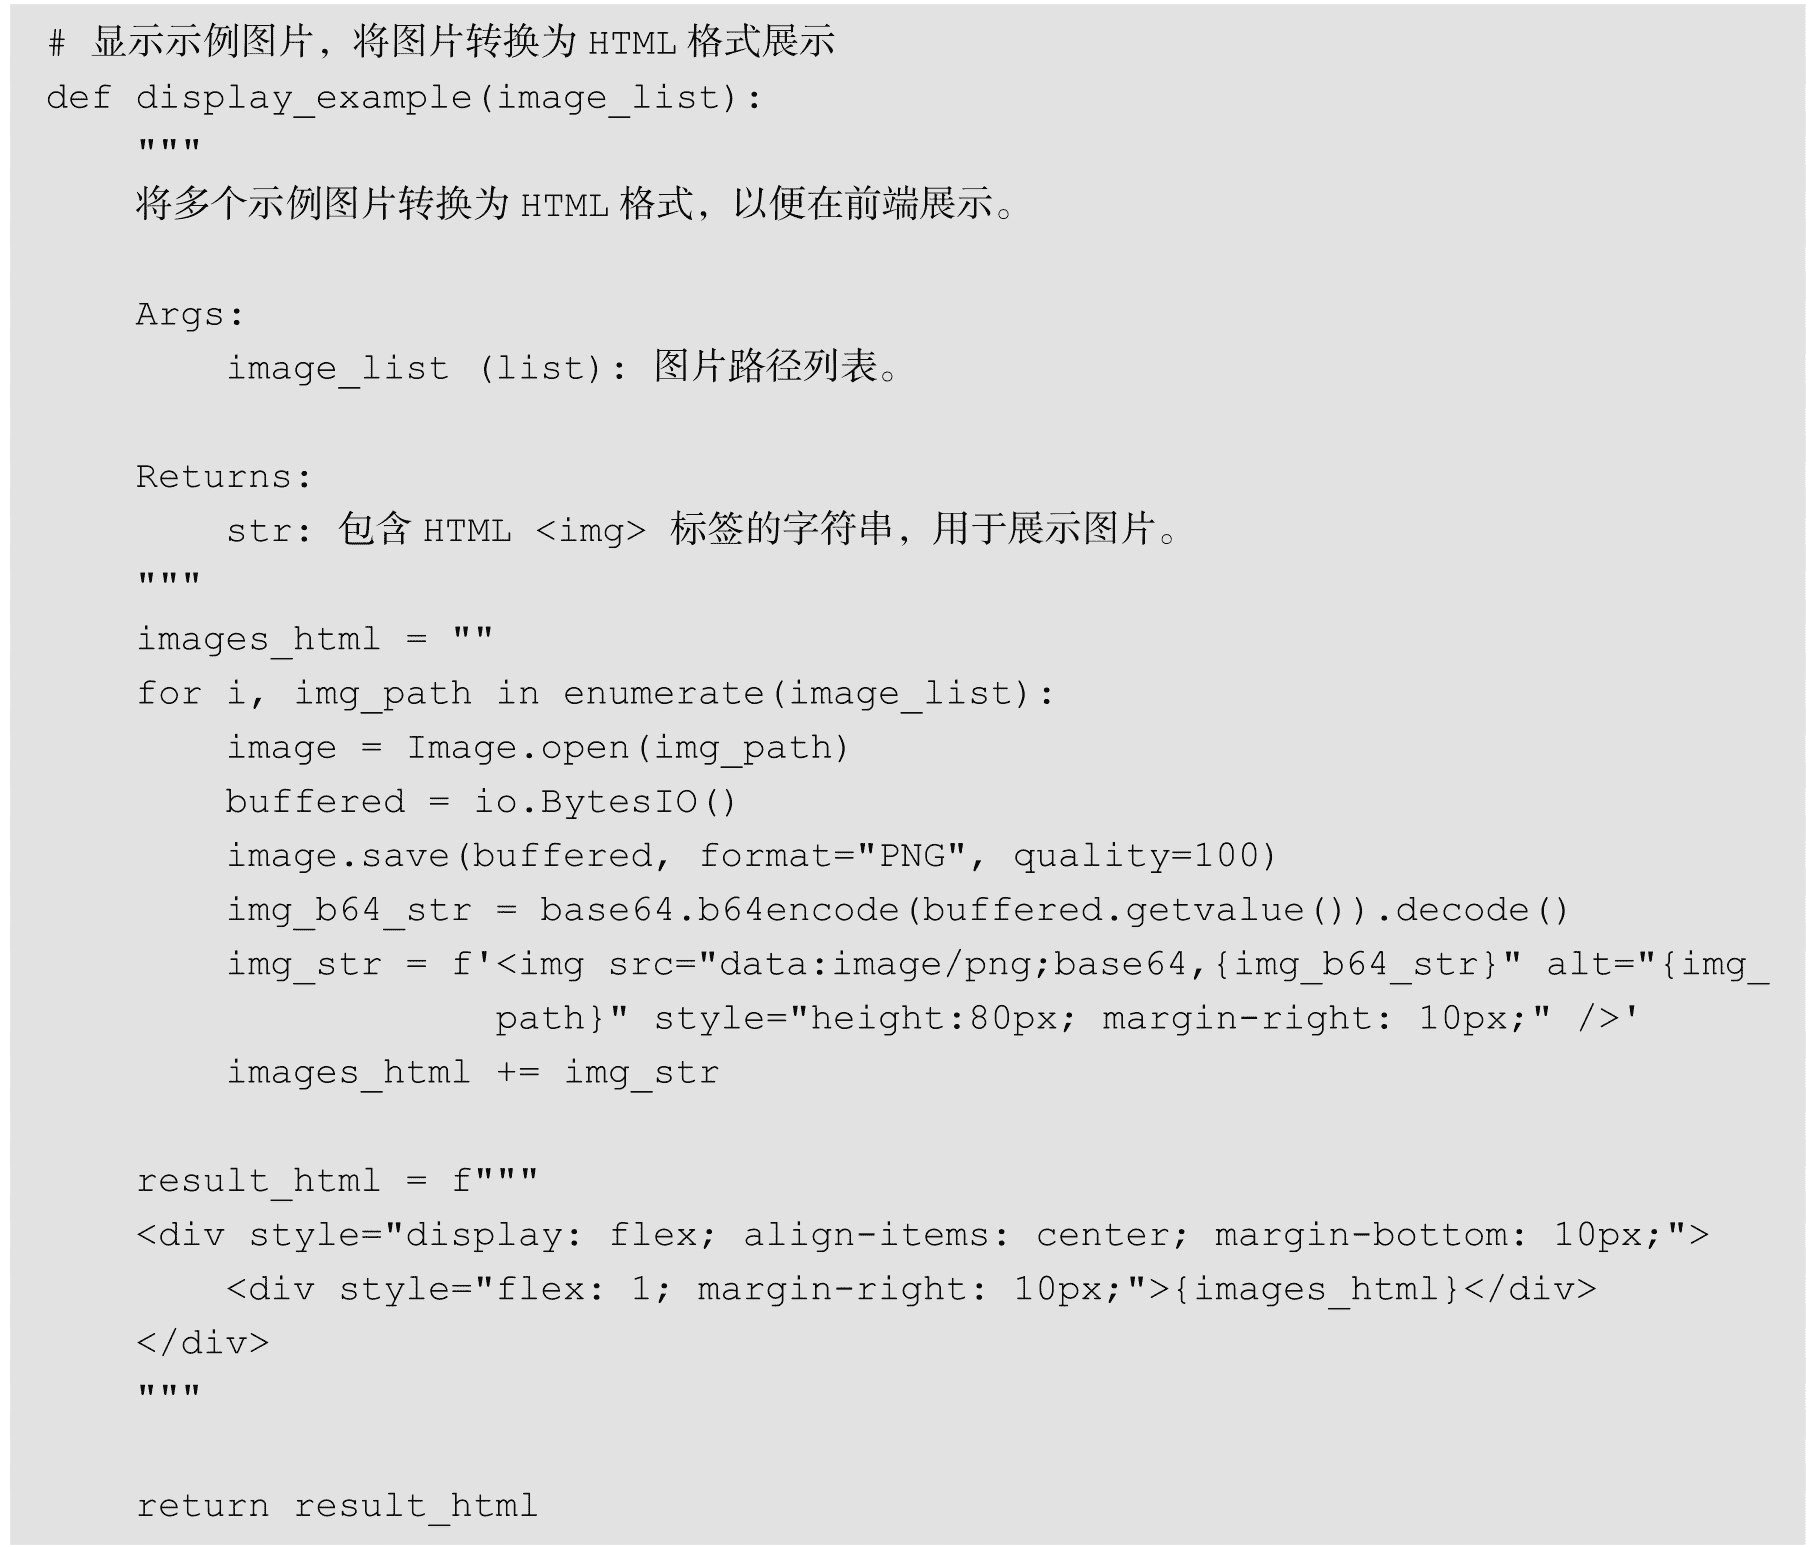 # 显示示例图片，将图片转换为 HTML 格式展示
def display_example(image_list):
    """
    将多个示例图片转换为 HTML 格式，以便在前端展示。

    Args:
        image_list (list): 图片路径列表。

    Returns:
        str: 包含 HTML <img> 标签的字符串，用于展示图片。
    """
    images_html = ""
    for i, img_path in enumerate(image_list):
        image = Image.open(img_path)
        buffered = io.BytesIO()
        image.save(buffered, format="PNG", quality=100)
        img_b64_str = base64.b64encode(buffered.getvalue()).decode()
        img_str = f'<img src="data:image/png;base64,{img_b64_str}" alt="{img_
                    path}" style="height:80px; margin-right: 10px;" />'
        images_html += img_str

    result_html = f"""
    <div style="display: flex; align-items: center; margin-bottom: 10px;">
        <div style="flex: 1; margin-right: 10px;">{images_html}</div>
    </div>
    """

    return result_html